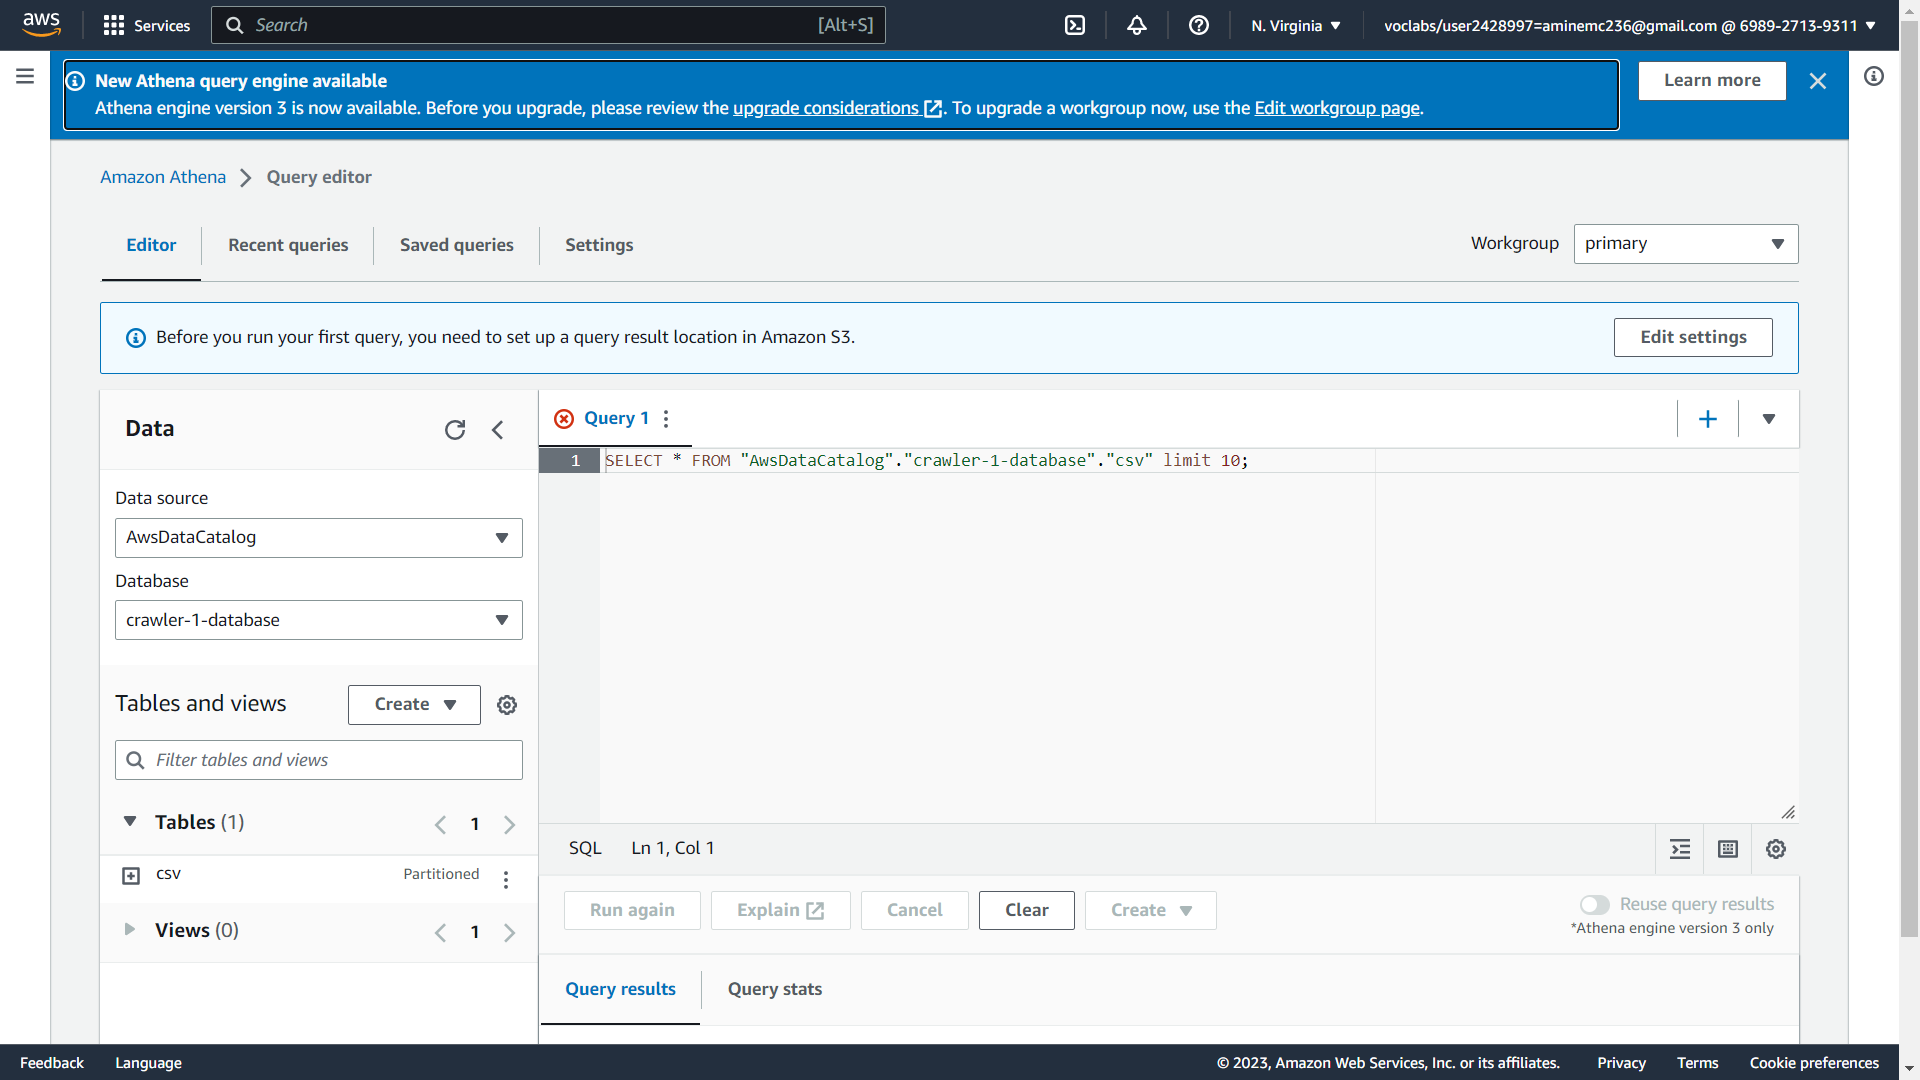 aws
Services
Search
[Alt+S]
N. Virginia
voclabs/user2428997=aminemc236@gmail.com @ 6989-2713-9311
New Athena query engine available
Athena engine version 3 is now available. Before you upgrade, please review the upgrade considerations. To upgrade a workgroup now, use the Edit workgroup page.
Learn more
Amazon Athena
Query editor
Editor
Recent queries
Saved queries
Settings
Workgroup
primary
Before you run your first query, you need to set up a query result location in Amazon S3.
Edit settings
Data
Data source
AwsDataCatalog
Database
crawler-1-database
Tables and views
Create
Filter tables and views
Tables (1)
1
csv
Partitioned
Views (0)
1
Query 1
1
SELECT * FROM "AwsDataCatalog"."crawler-1-database"."csv" limit 10;
SQL
Ln 1, Col 1
Run again
Explain
Cancel
Clear
Create
Reuse query results
*Athena engine version 3 only
Query results
Query stats
Feedback
Language
© 2023, Amazon Web Services, Inc. or its affiliates.
Privacy
Terms
Cookie preferences